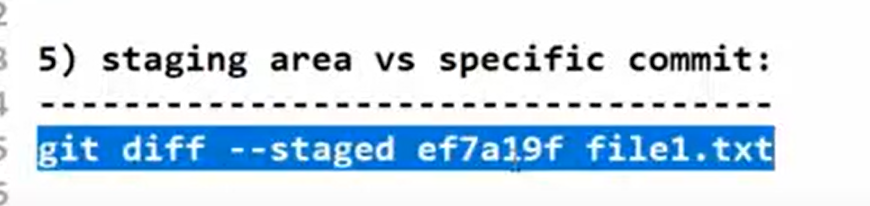 5) staging area vs specific commit:
-----------------------------------
git diff --staged ef7a19f file1.txt